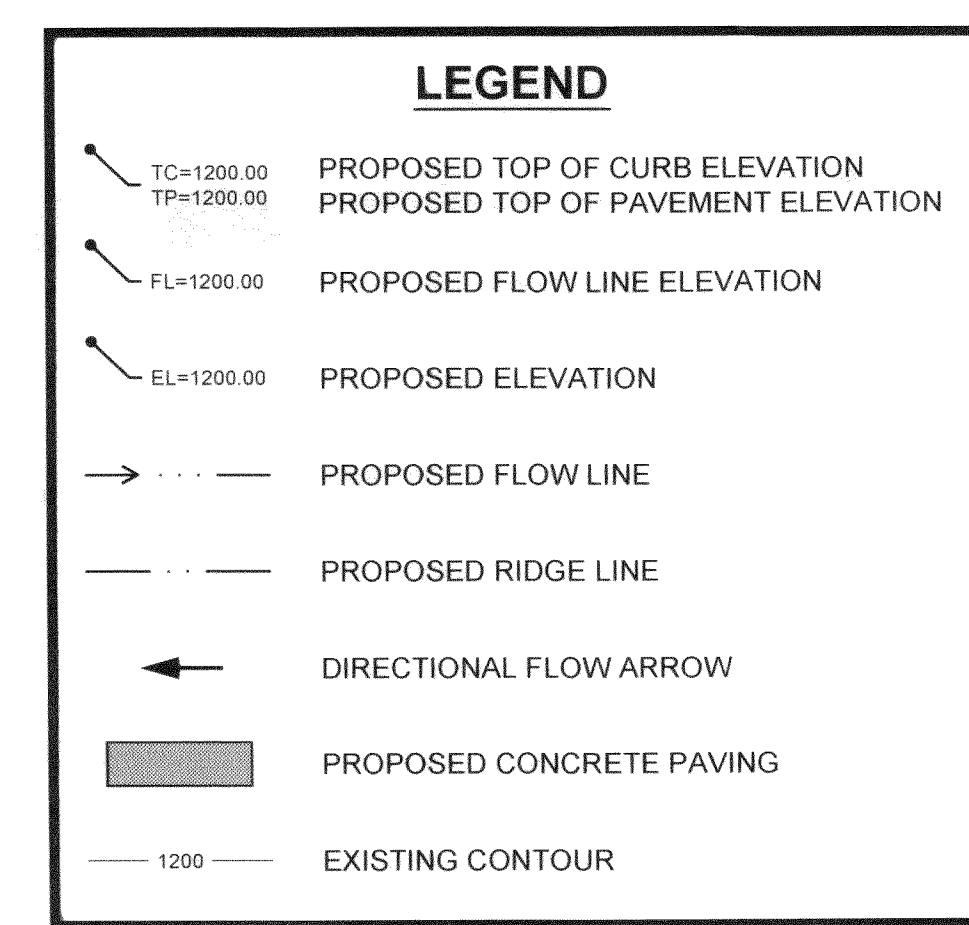 LEGEND
TC=1200.00 PROPOSED TOP OF CURB ELEVATION
TP=1200.00 PROPOSED TOP OF PAVEMENT ELEVATION
FL=1200.00 PROPOSED FLOW LINE ELEVATION
EL=1200.00 PROPOSED ELEVATION
PROPOSED FLOW LINE
PROPOSED RIDGE LINE
DIRECTIONAL FLOW ARROW
PROPOSED CONCRETE PAVING
1200 EXISTING CONTOUR